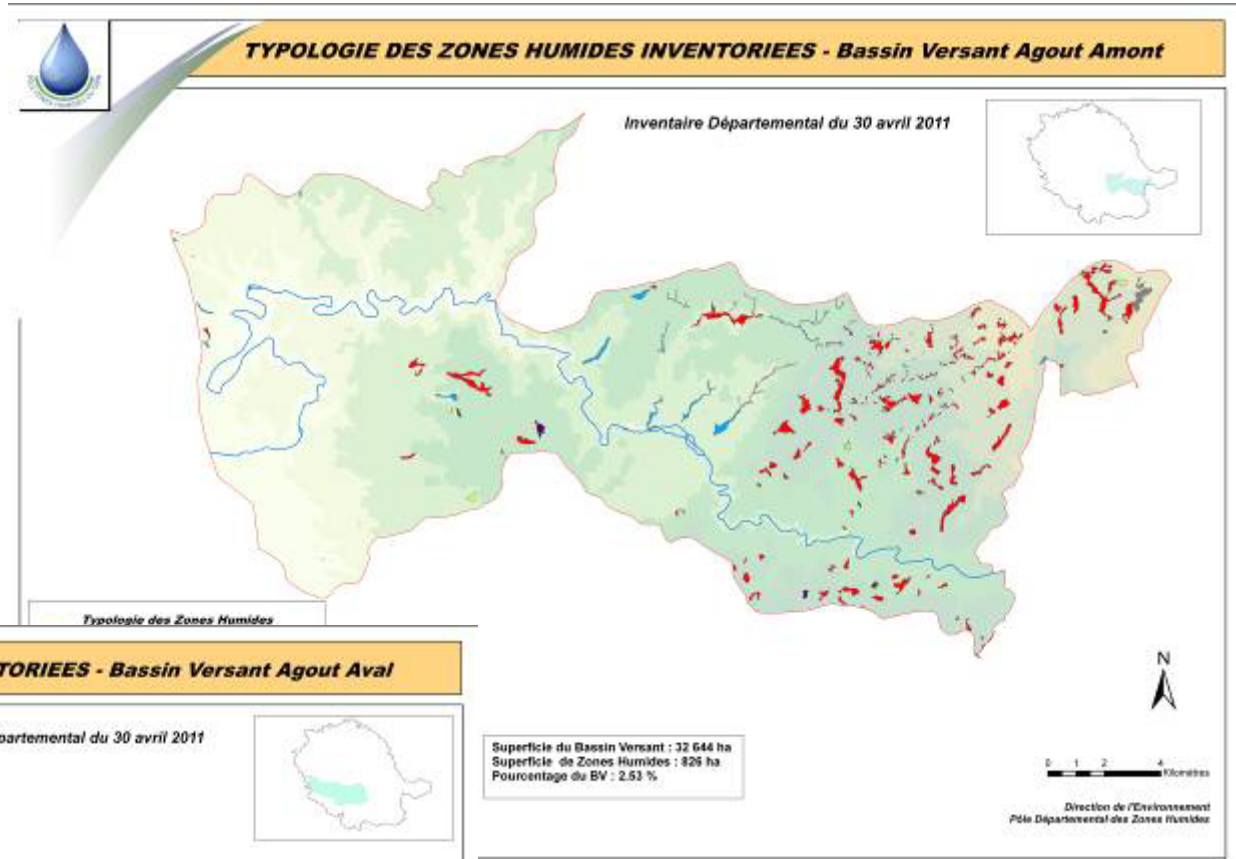 TYPOLOGIE DES ZONES HUMIDES INVENTORIEES - Bassin Versant Agout Amont
Inventaire Départemental du 30 avril 2011
Typologie des Zones Humides
TORIEES - Bassin Versant Agout Aval
partemental du 30 avril 2011
Superficie du Bassin Versant : 32 644 ha
Superficie de Zones Humides : 826 ha
Pourcentage du BV : 2.53 %
N
0 1 2 4
Kilomètres
Direction de l'Environnement
Pôle Départemental des Zones Humides